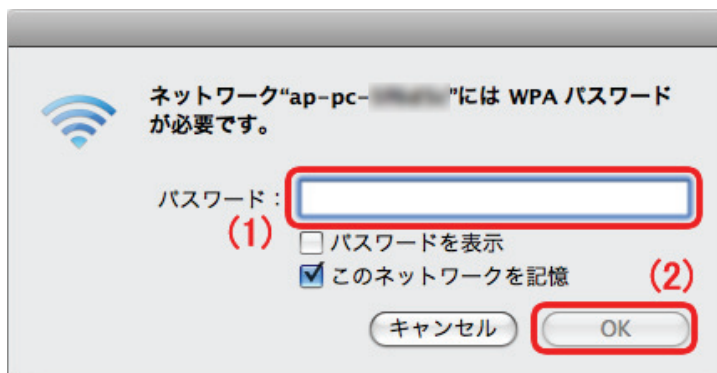 ネットワーク“ap-pc- ”には WPA パスワード
が必要です。
パスワード：
(1)
パスワードを表示
このネットワークを記憶
(2)
キャンセル
OK